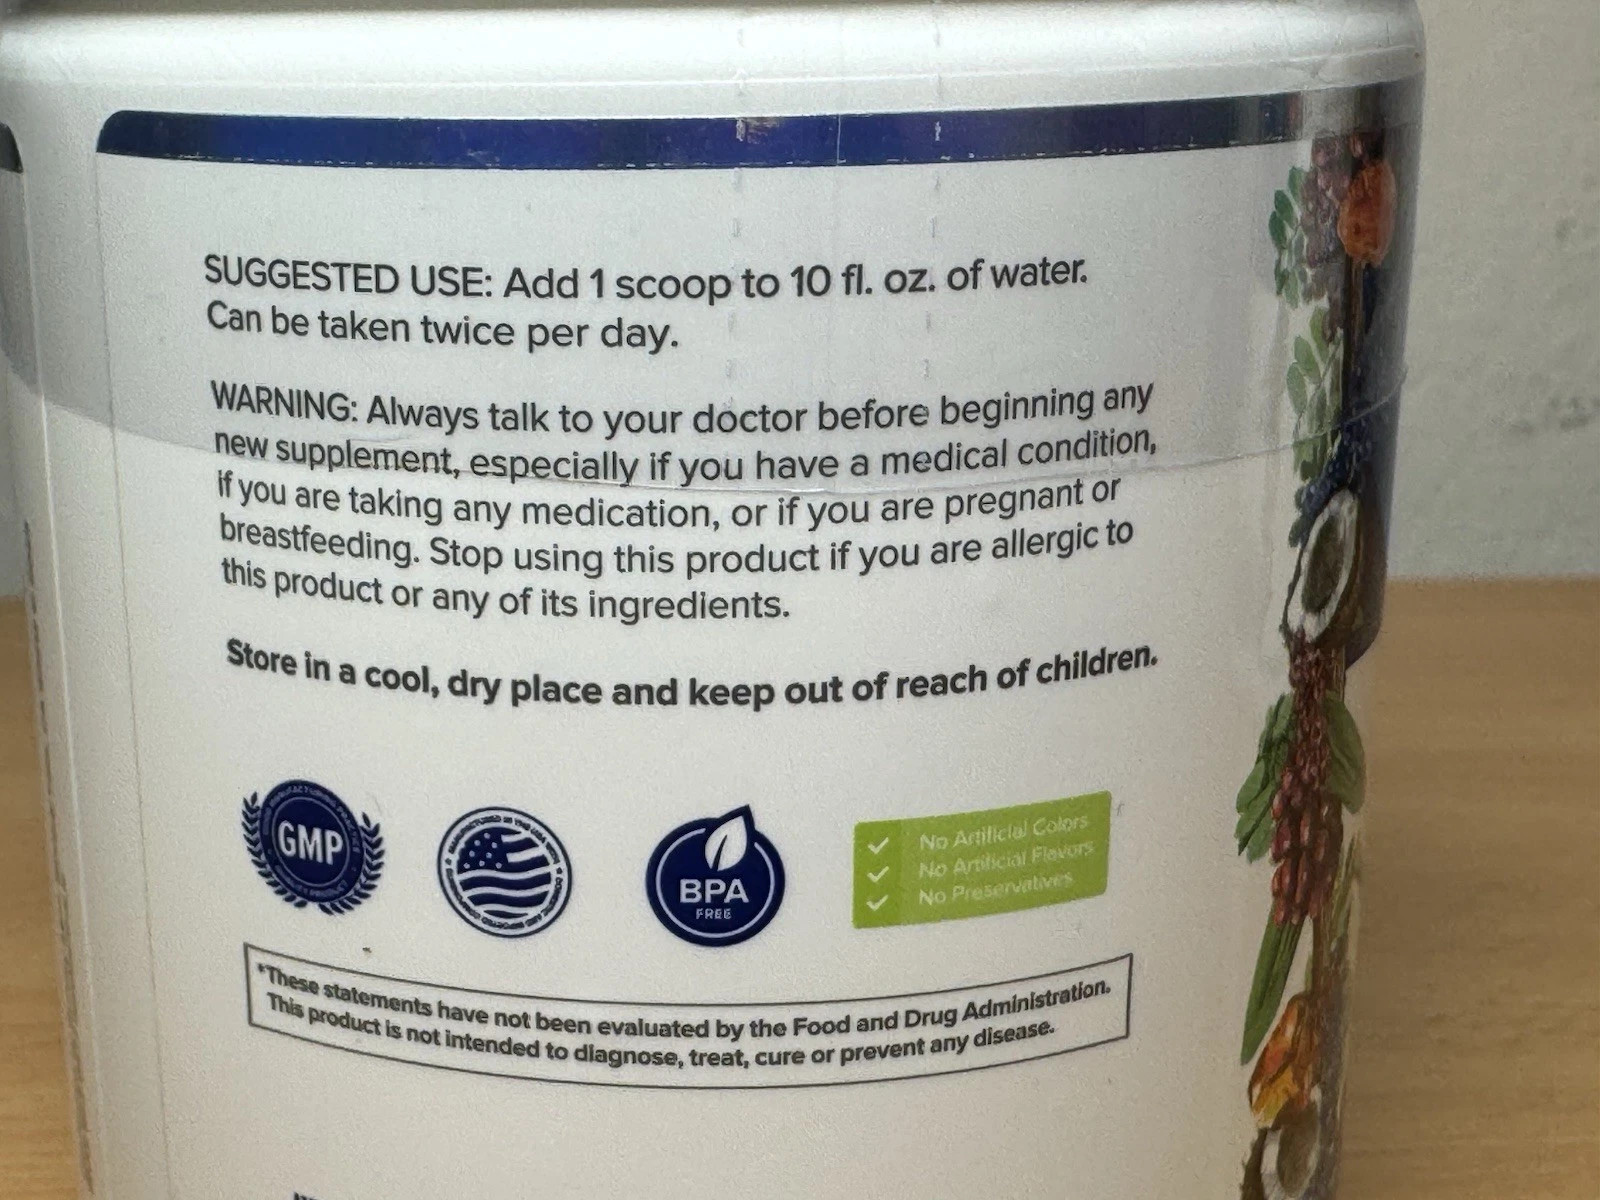 SUGGESTED USE: Add 1 scoop to 10 fl. oz. of water.
Can be taken twice per day.
WARNING: Always talk to your doctor before beginning any
new supplement, especially if you have a medical condition,
if you are taking any medication, or if you are pregnant or
breastfeeding. Stop using this product if you are allergic to
this product or any of its ingredients.
Store in a cool, dry place and keep out of reach of children.
GMP
MANUFACTURED IN THE USA WITH
BPA
FREE
No Artificial Colors
No Artificial Flavors
No Preservatives
*These statements have not been evaluated by the Food and Drug Administration.
This product is not intended to diagnose, treat, cure or prevent any disease.